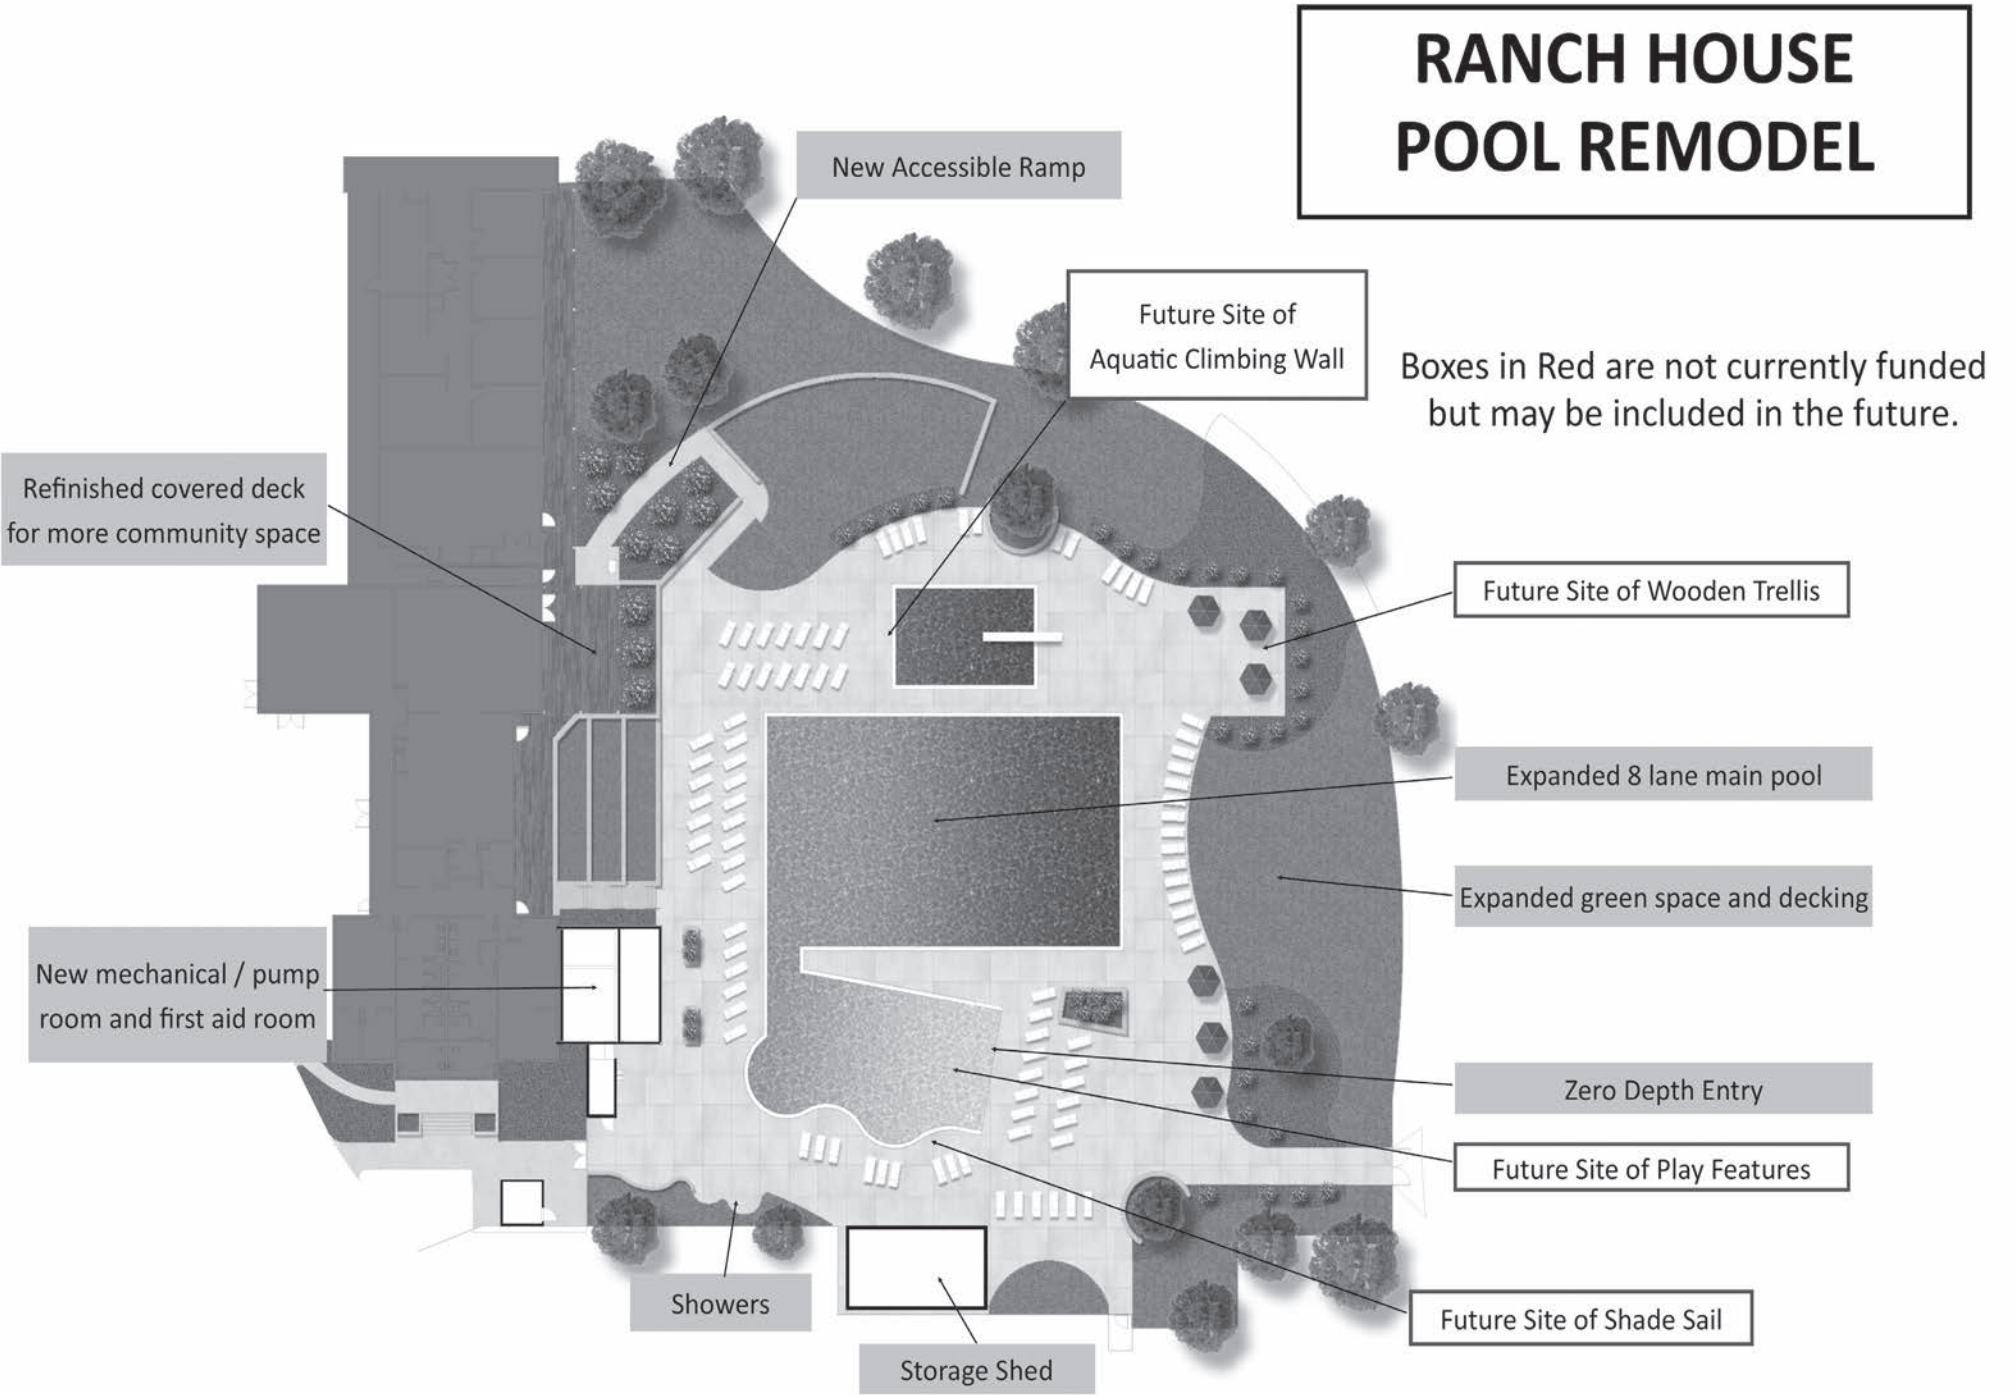 RANCH HOUSE
POOL REMODEL
New Accessible Ramp
Future Site of
Aquatic Climbing Wall
Boxes in Red are not currently funded
but may be included in the future.
Refinished covered deck
for more community space
Future Site of Wooden Trellis
Expanded 8 lane main pool
Expanded green space and decking
New mechanical / pump
room and first aid room
Zero Depth Entry
Future Site of Play Features
Showers
Future Site of Shade Sail
Storage Shed